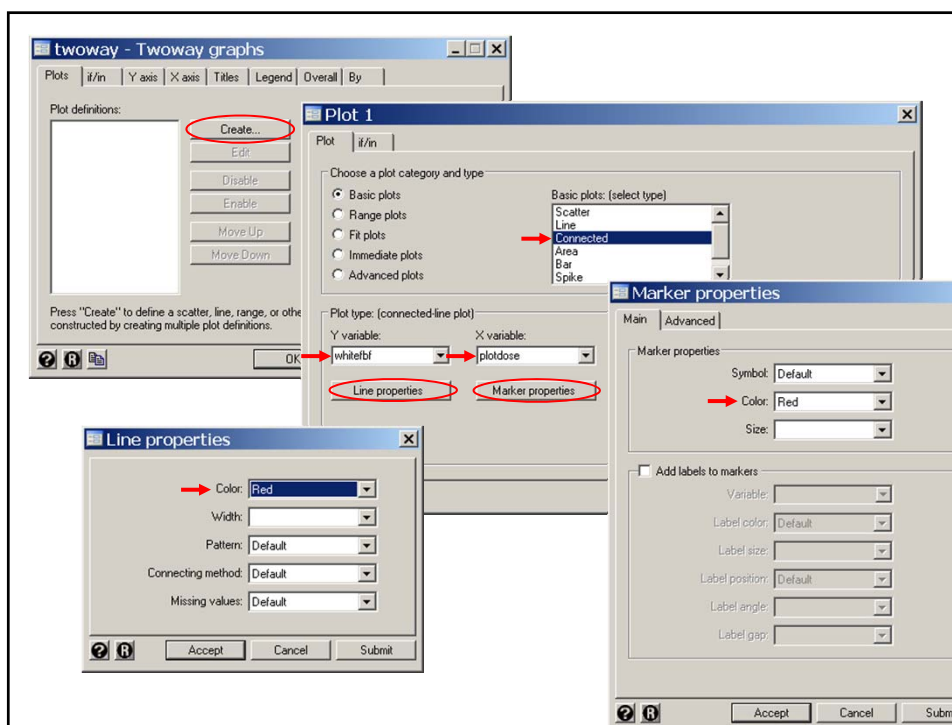 twoway - Twoway graphs
Plots if/in Y axis X axis Titles Legend Overall By
Plot definitions:
Create...
Edit
Disable
Enable
Move Up
Move Down
Press "Create" to define a scatter, line, range, or othe
constructed by creating multiple plot definitions.
OK
Plot 1
Plot if/in
Choose a plot category and type
Basic plots
Range plots
Fit plots
Immediate plots
Advanced plots
Basic plots: (select type)
Scatter
Line
Connected
Area
Bar
Spike
Plot type: (connected-line plot)
Y variable: X variable:
whitefbf plotdose
Line properties Marker properties
Line properties
Color: Red
Width:
Pattern: Default
Connecting method: Default
Missing values: Default
? R Accept Cancel Submit
Marker properties
Main Advanced
Marker properties
Symbol: Default
Color: Red
Size:
Add labels to markers
Variable:
Label color: Default
Label size:
Label position: Default
Label angle:
Label gap:
? R Accept Cancel Subm